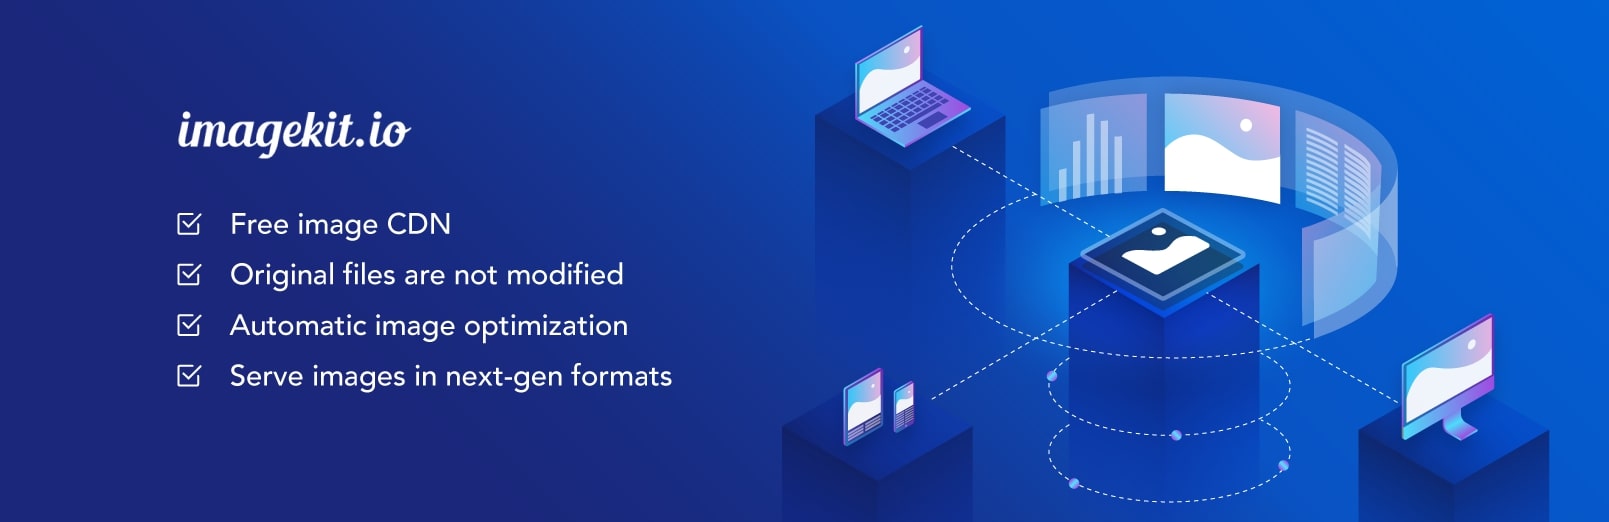 imagekit.io
Free image CDN
Original files are not modified
Automatic image optimization
Serve images in next-gen formats